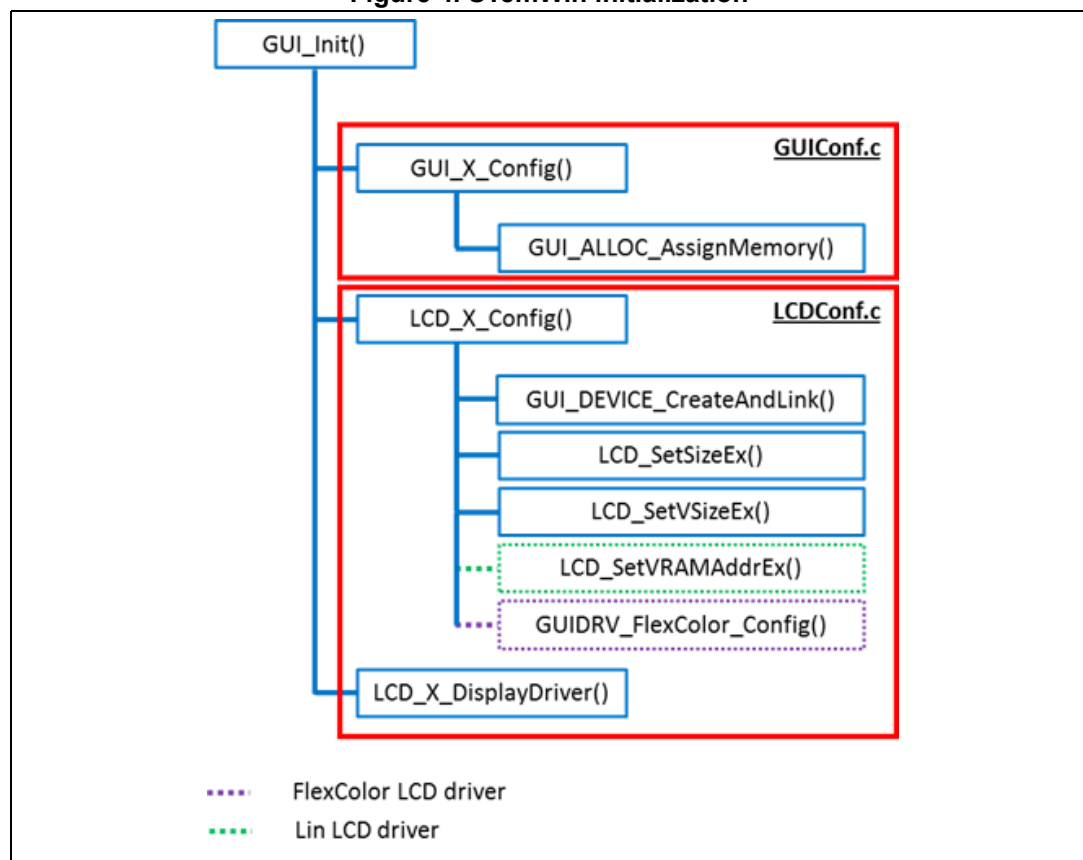 GUI_Init()
GUIConf.c
GUI_X_Config()
GUI_ALLOC_AssignMemory()
LCD_X_Config()
LCDConf.c
GUI_DEVICE_CreateAndLink()
LCD_SetSizeEx()
LCD_SetVSizeEx()
LCD_SetVRAMAddrEx()
GUIDRV_FlexColor_Config()
LCD_X_DisplayDriver()
FlexColor LCD driver
Lin LCD driver